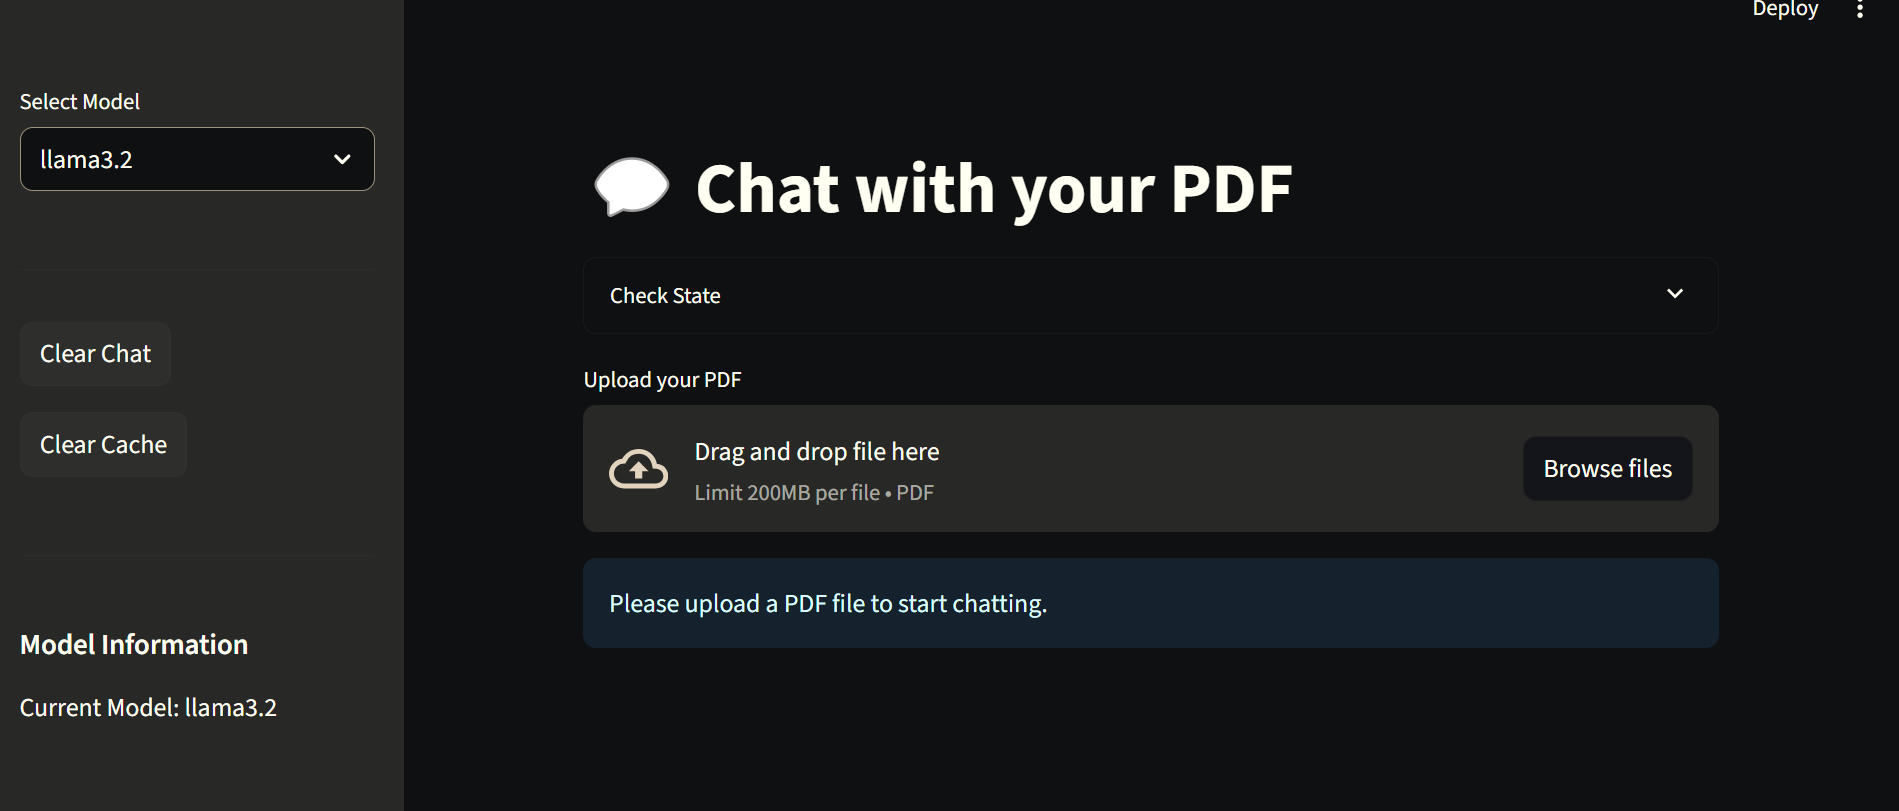 Deploy
Select Model
llama3.2
Clear Chat
Clear Cache
Model Information
Current Model: llama3.2
Chat with your PDF
Check State
Upload your PDF
Drag and drop file here
Limit 200MB per file • PDF
Browse files
Please upload a PDF file to start chatting.